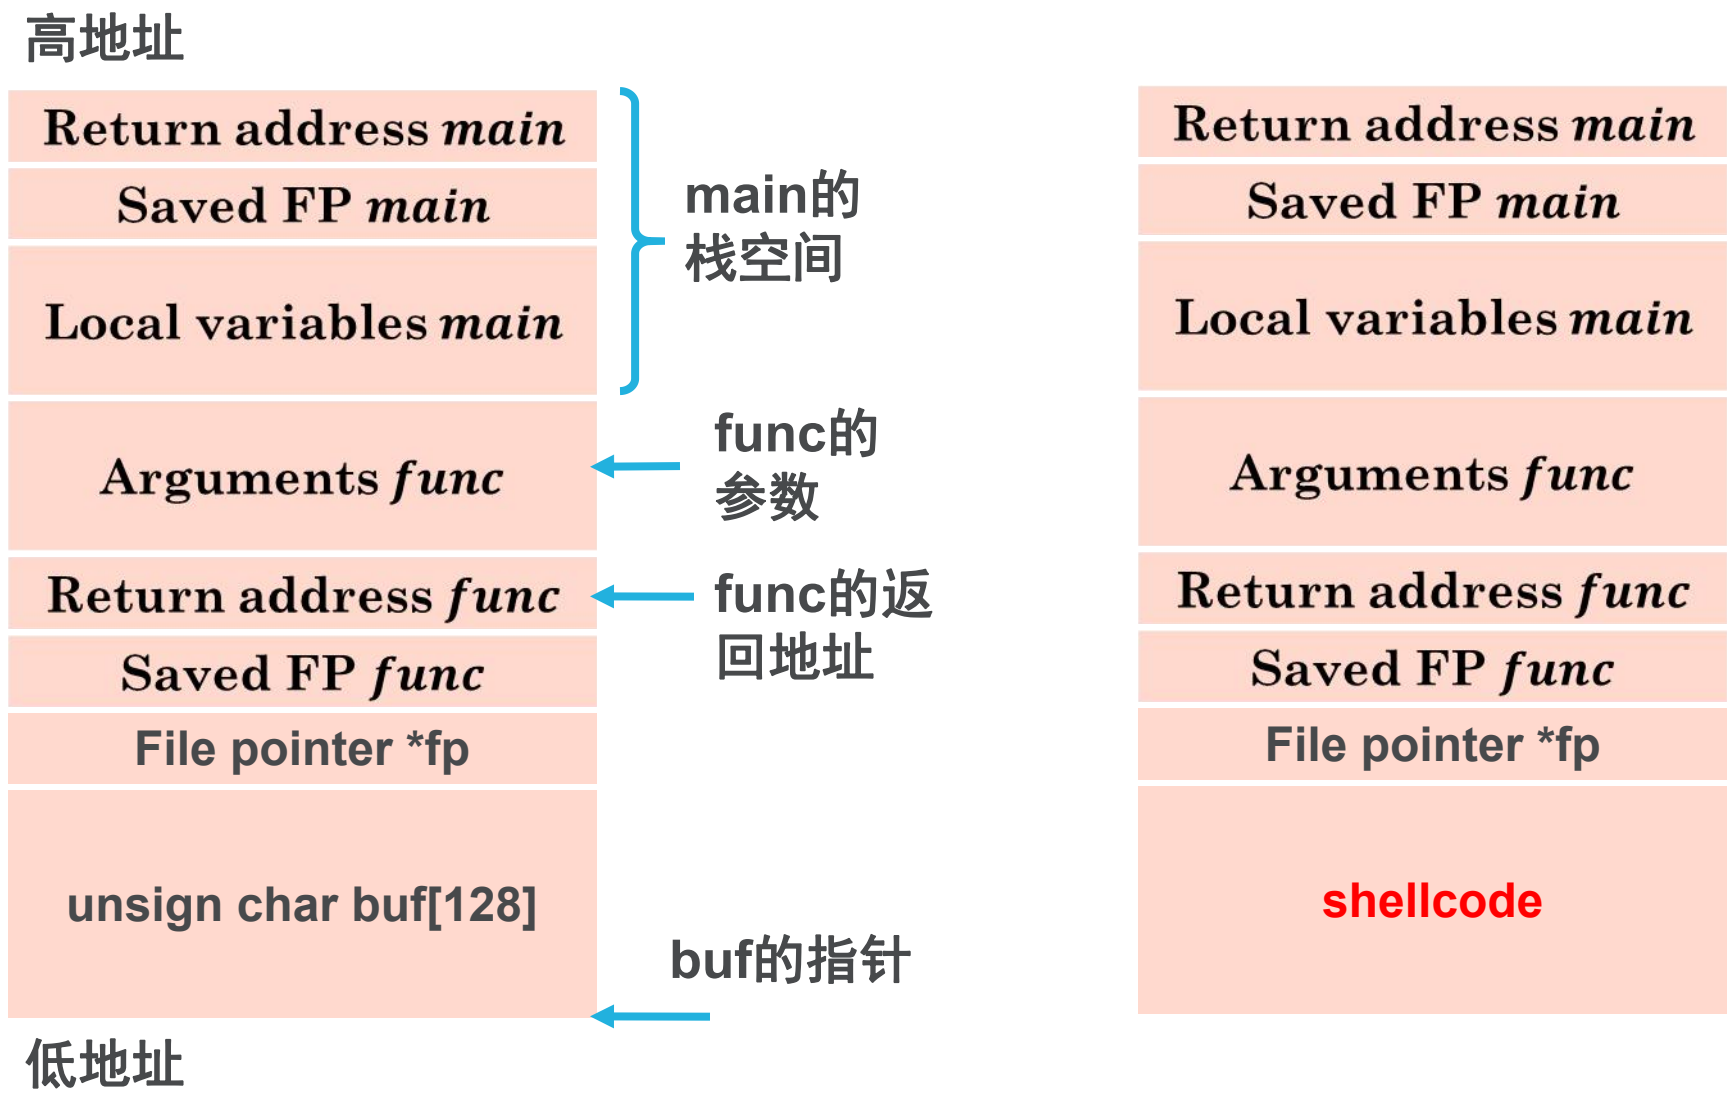 高地址
Return address main
Saved FP main
Local variables main
Arguments func
Return address func
Saved FP func
File pointer *fp
unsign char buf[128]
低地址
main的
栈空间
func的
参数
func的返
回地址
buf的指针
Return address main
Saved FP main
Local variables main
Arguments func
Return address func
Saved FP func
File pointer *fp
shellcode